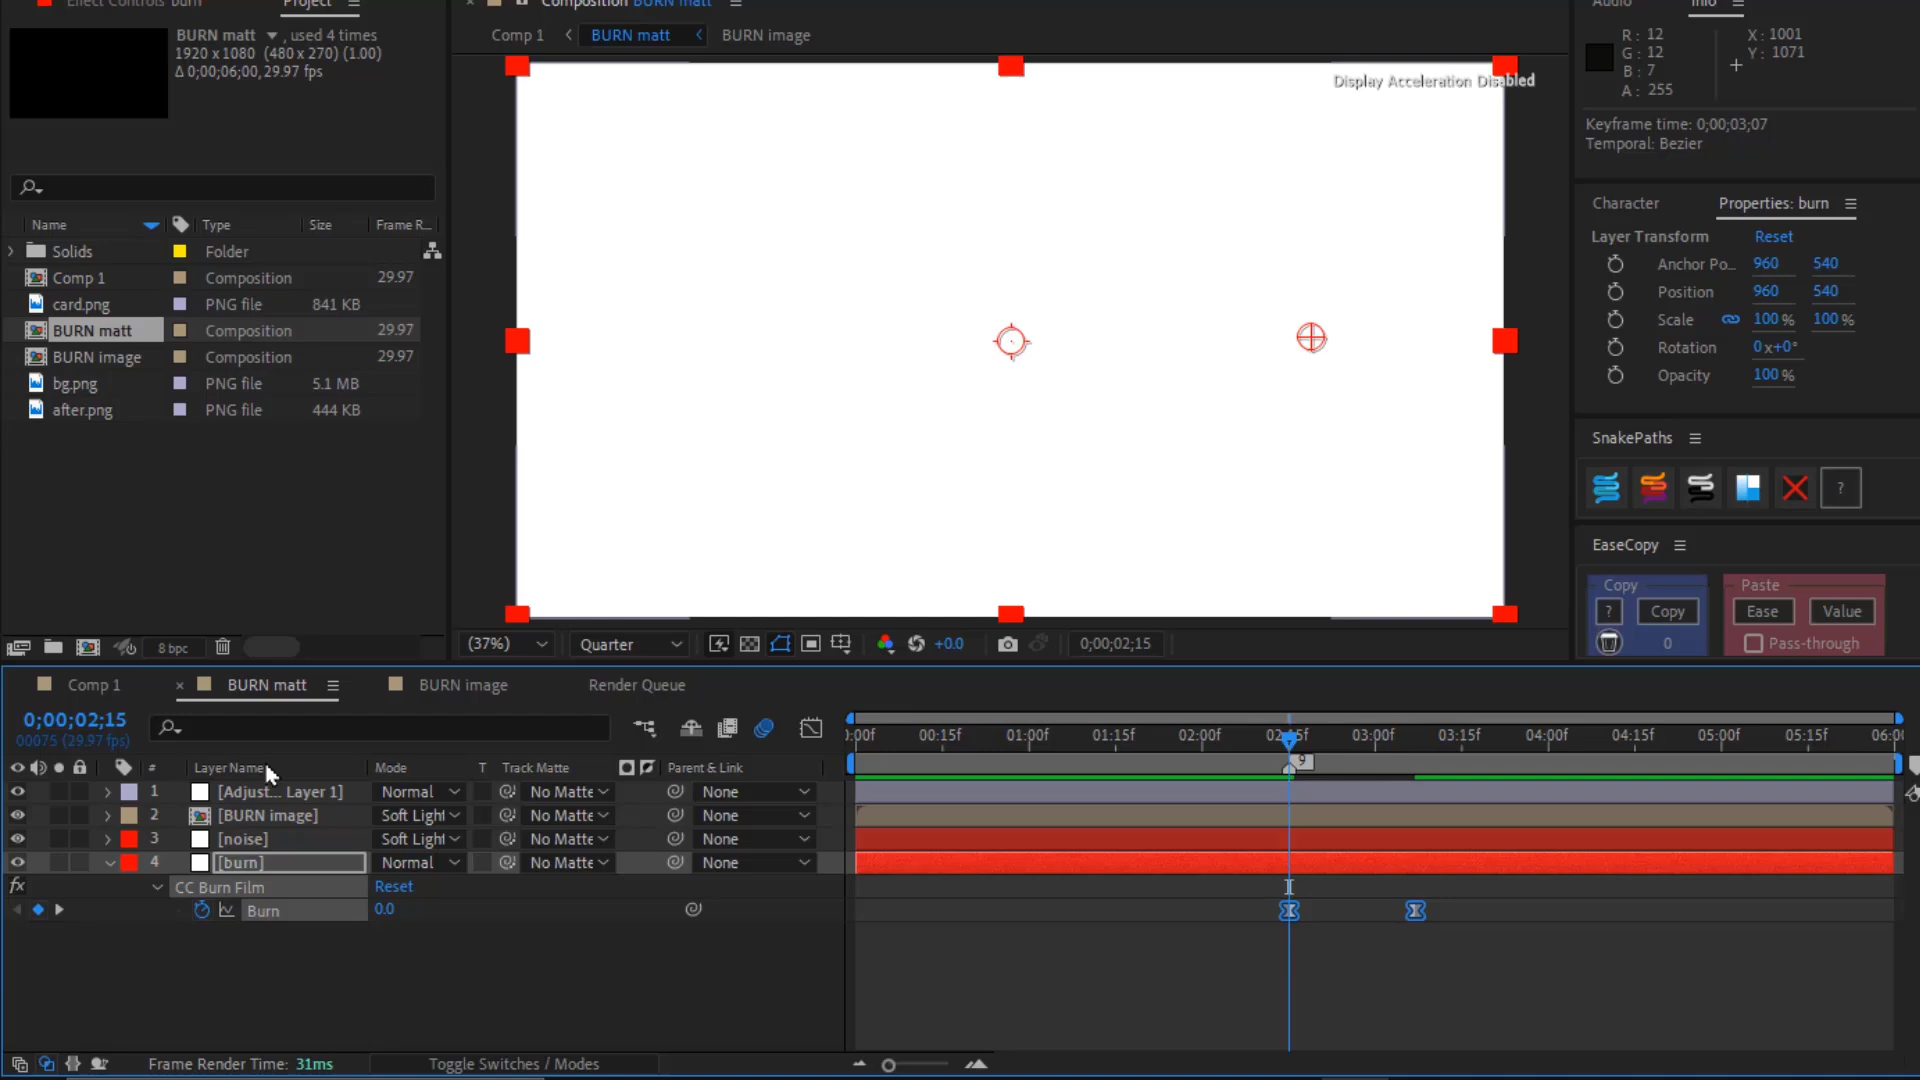 Effect Controls burn
Project
BURN matt , used 4 times
1920 x 1080 (480 x 270) (1.00)
Δ 0;00;06;00, 29.97 fps
Name Type Size Frame R...
Solids Folder
Comp 1 Composition 29.97
card.png PNG file 841 KB
BURN matt Composition 29.97
BURN image Composition 29.97
bg.png PNG file 5.1 MB
after.png PNG file 444 KB
8 bpc
Composition BURN matt
Comp 1 BURN matt BURN image
Display Acceleration Disabled
(37%) Quarter +0.0 0;00;02;15
Audio Info
R: 12 X: 1001
G: 12 Y: 1071
B: 7
A: 255
Keyframe time: 0;00;03;07
Temporal: Bezier
Character Properties: burn
Layer Transform Reset
Anchor Po... 960 540
Position 960 540
Scale 100 % 100 %
Rotation 0x+0°
Opacity 100 %
SnakePaths
?
EaseCopy
Copy Paste
? Copy Ease Value
0 Pass-through
Comp 1 BURN matt BURN image Render Queue
0;00;02;15
00075 (29.97 fps)
:00f 00:15f 01:00f 01:15f 02:00f 02:15f 03:00f 03:15f 04:00f 04:15f 05:00f 05:15f 06:00
9
# Layer Name Mode T Track Matte Parent & Link
1 [Adjust... Layer 1] Normal No Matte None
2 [BURN image] Soft Light No Matte None
3 [noise] Soft Light No Matte None
4 [burn] Normal No Matte None
fx CC Burn Film Reset
Burn 0.0
Frame Render Time: 31ms Toggle Switches / Modes